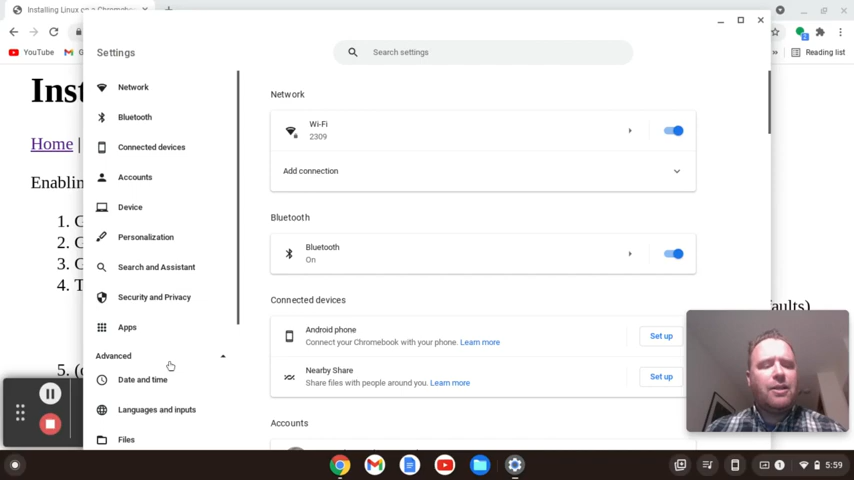 Installing Linux on a Chromeb
YouTube
Reading list
Settings
Search settings
Inst
Home |
Enablin
1. G
2. G
3. G
4. T
5. (
aults)
Network
Bluetooth
Connected devices
Accounts
Device
Personalization
Search and Assistant
Security and Privacy
Apps
Advanced
Date and time
Languages and inputs
Files
Network
Wi-Fi
2309
Add connection
Bluetooth
Bluetooth
On
Connected devices
Android phone
Connect your Chromebook with your phone. Learn more
Set up
Nearby Share
Share files with people around you. Learn more
Set up
Accounts
1
5:59